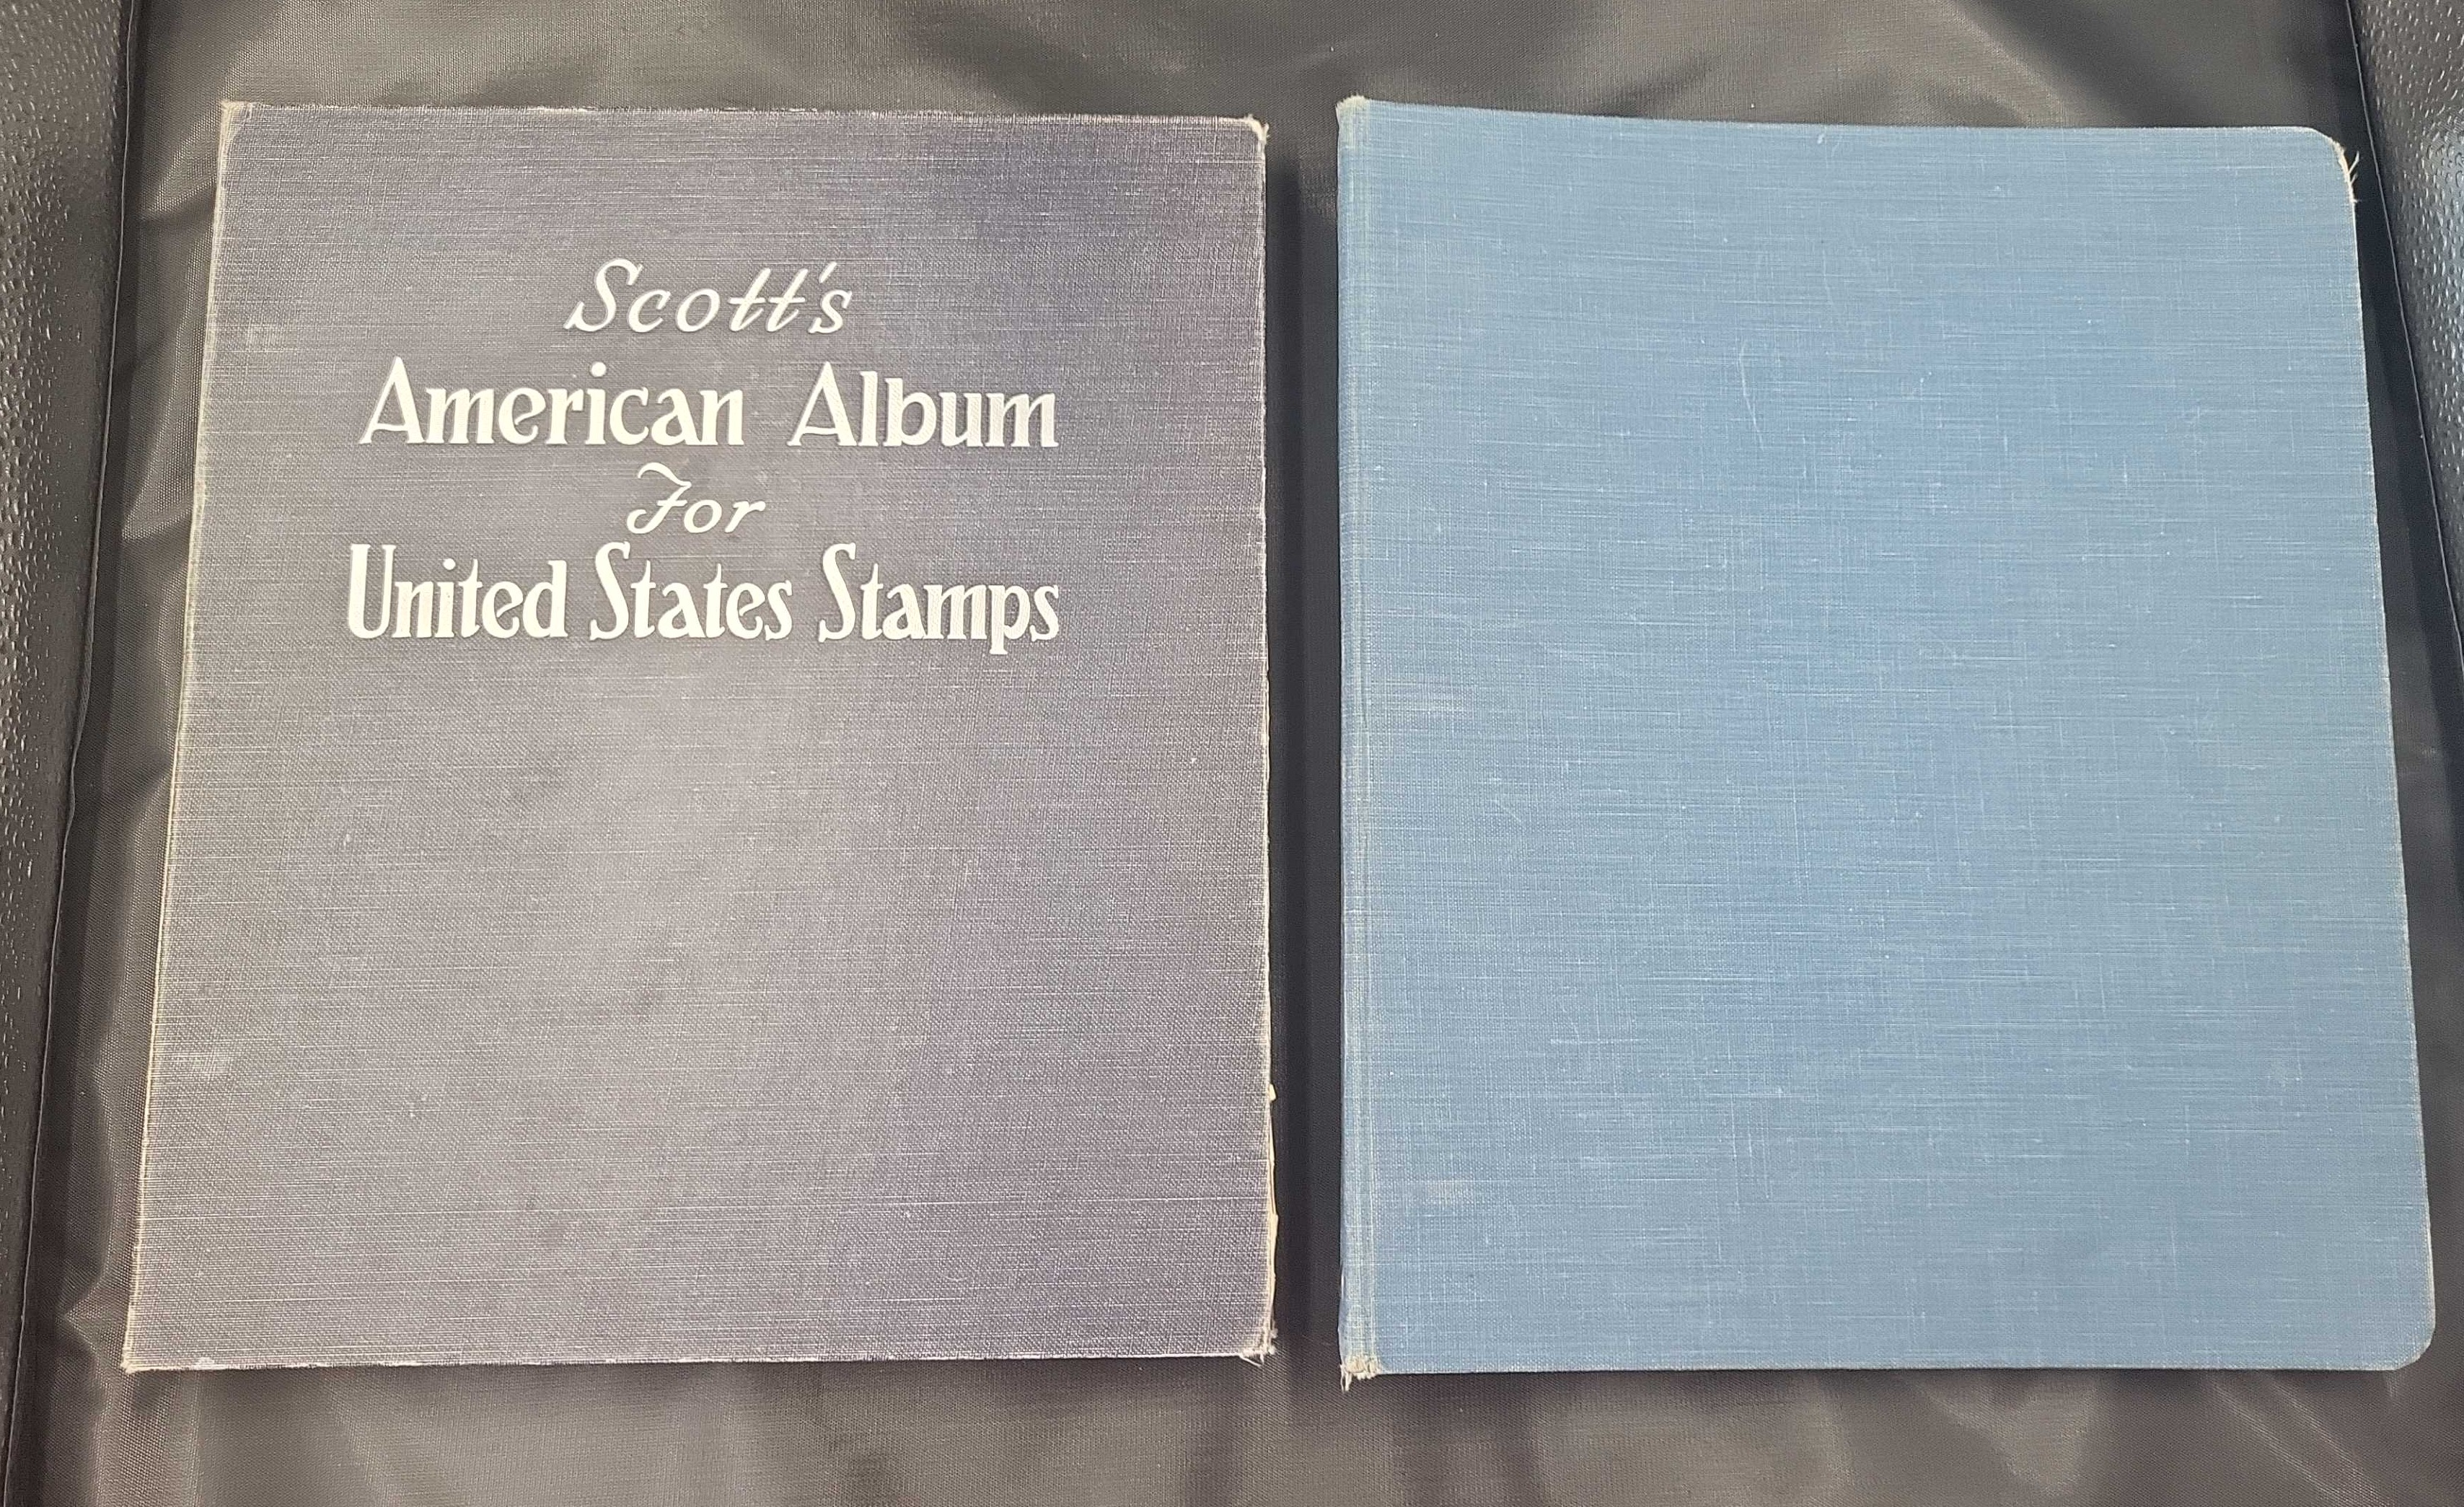 Scott's
American Album
For
United States Stamps